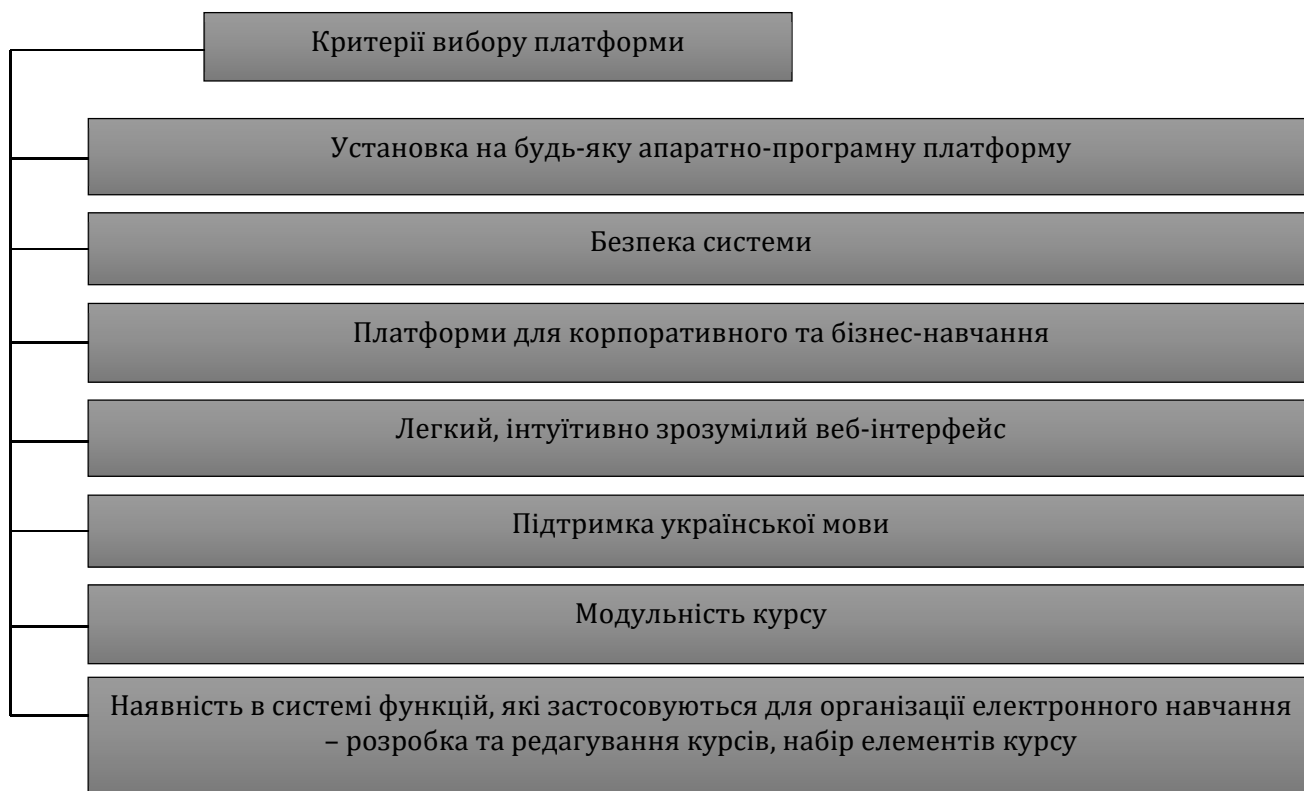 Критерії вибору платформи
Установка на будь-яку апаратно-програмну платформу
Безпека системи
Платформи для корпоративного та бізнес-навчання
Легкий, інтуїтивно зрозумілий веб-інтерфейс
Підтримка української мови
Модульність курсу
Наявність в системі функцій, які застосовуються для організації електронного навчання
– розробка та редагування курсів, набір елементів курсу